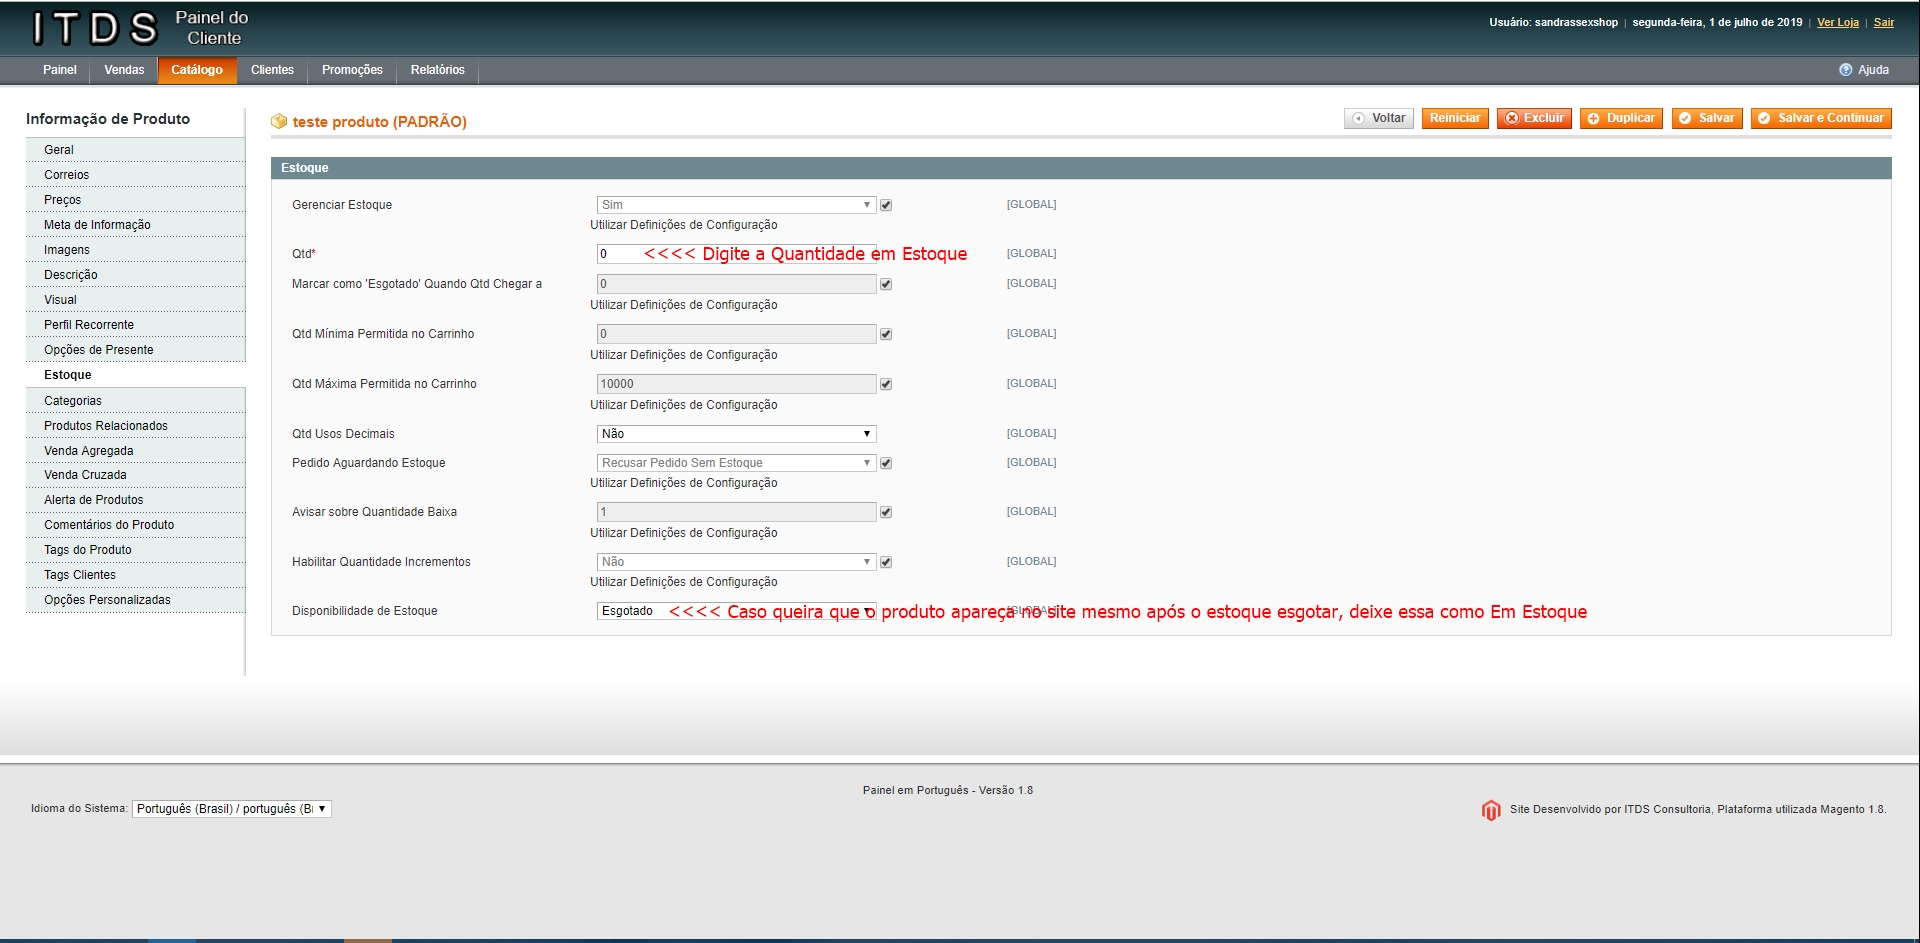 ITDS Painel do
Cliente
Usuário: sandrassexshop | segunda-feira, 1 de julho de 2019 | Ver Loja | Sair
Painel Vendas Catálogo Clientes Promoções Relatórios Ajuda
Informação de Produto
Geral
Correios
Preços
Meta de Informação
Imagens
Descrição
Visual
Perfil Recorrente
Opções de Presente
Estoque
Categorias
Produtos Relacionados
Venda Agregada
Venda Cruzada
Alerta de Produtos
Comentários do Produto
Tags do Produto
Tags Clientes
Opções Personalizadas
teste produto (PADRÃO)
Voltar Reiniciar Excluir Duplicar Salvar Salvar e Continuar
Estoque
Gerenciar Estoque Sim [GLOBAL]
Utilizar Definições de Configuração
Qtd* 0 <<<< Digite a Quantidade em Estoque [GLOBAL]
Marcar como 'Esgotado' Quando Qtd Chegar a 0 [GLOBAL]
Utilizar Definições de Configuração
Qtd Mínima Permitida no Carrinho 0 [GLOBAL]
Utilizar Definições de Configuração
Qtd Máxima Permitida no Carrinho 10000 [GLOBAL]
Utilizar Definições de Configuração
Qtd Usos Decimais Não [GLOBAL]
Pedido Aguardando Estoque Recusar Pedido Sem Estoque [GLOBAL]
Utilizar Definições de Configuração
Avisar sobre Quantidade Baixa 1 [GLOBAL]
Utilizar Definições de Configuração
Habilitar Quantidade Incrementos Não [GLOBAL]
Utilizar Definições de Configuração
Disponibilidade de Estoque Esgotado <<<< Caso queira que o produto apareça no site mesmo após o estoque esgotar, deixe essa como Em Estoque [GLOBAL]
Painel em Português - Versão 1.8
Idioma do Sistema: Português (Brasil) / português (B
Site Desenvolvido por ITDS Consultoria, Plataforma utilizada Magento 1.8.